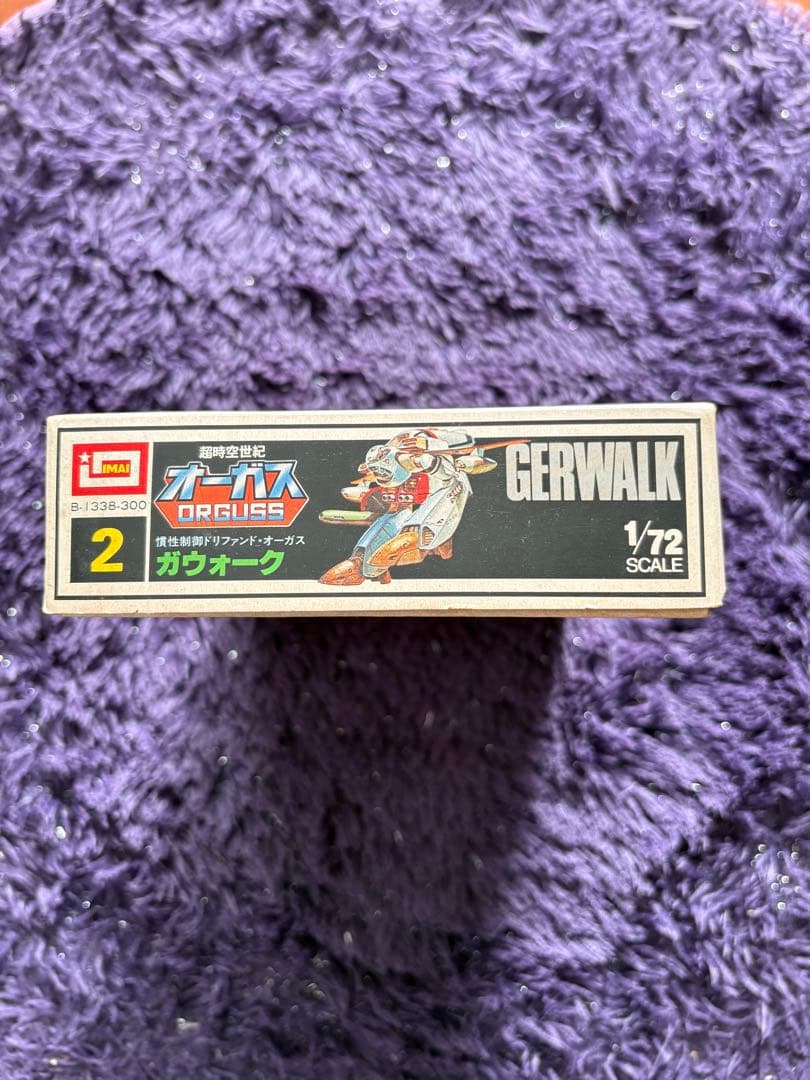 IMAI
B-1338-300
2
超時空世紀
オーガス
ORGUSS
慣性制御ドリファンド・オーガス
ガウォーク
GERWALK
1/72
SCALE